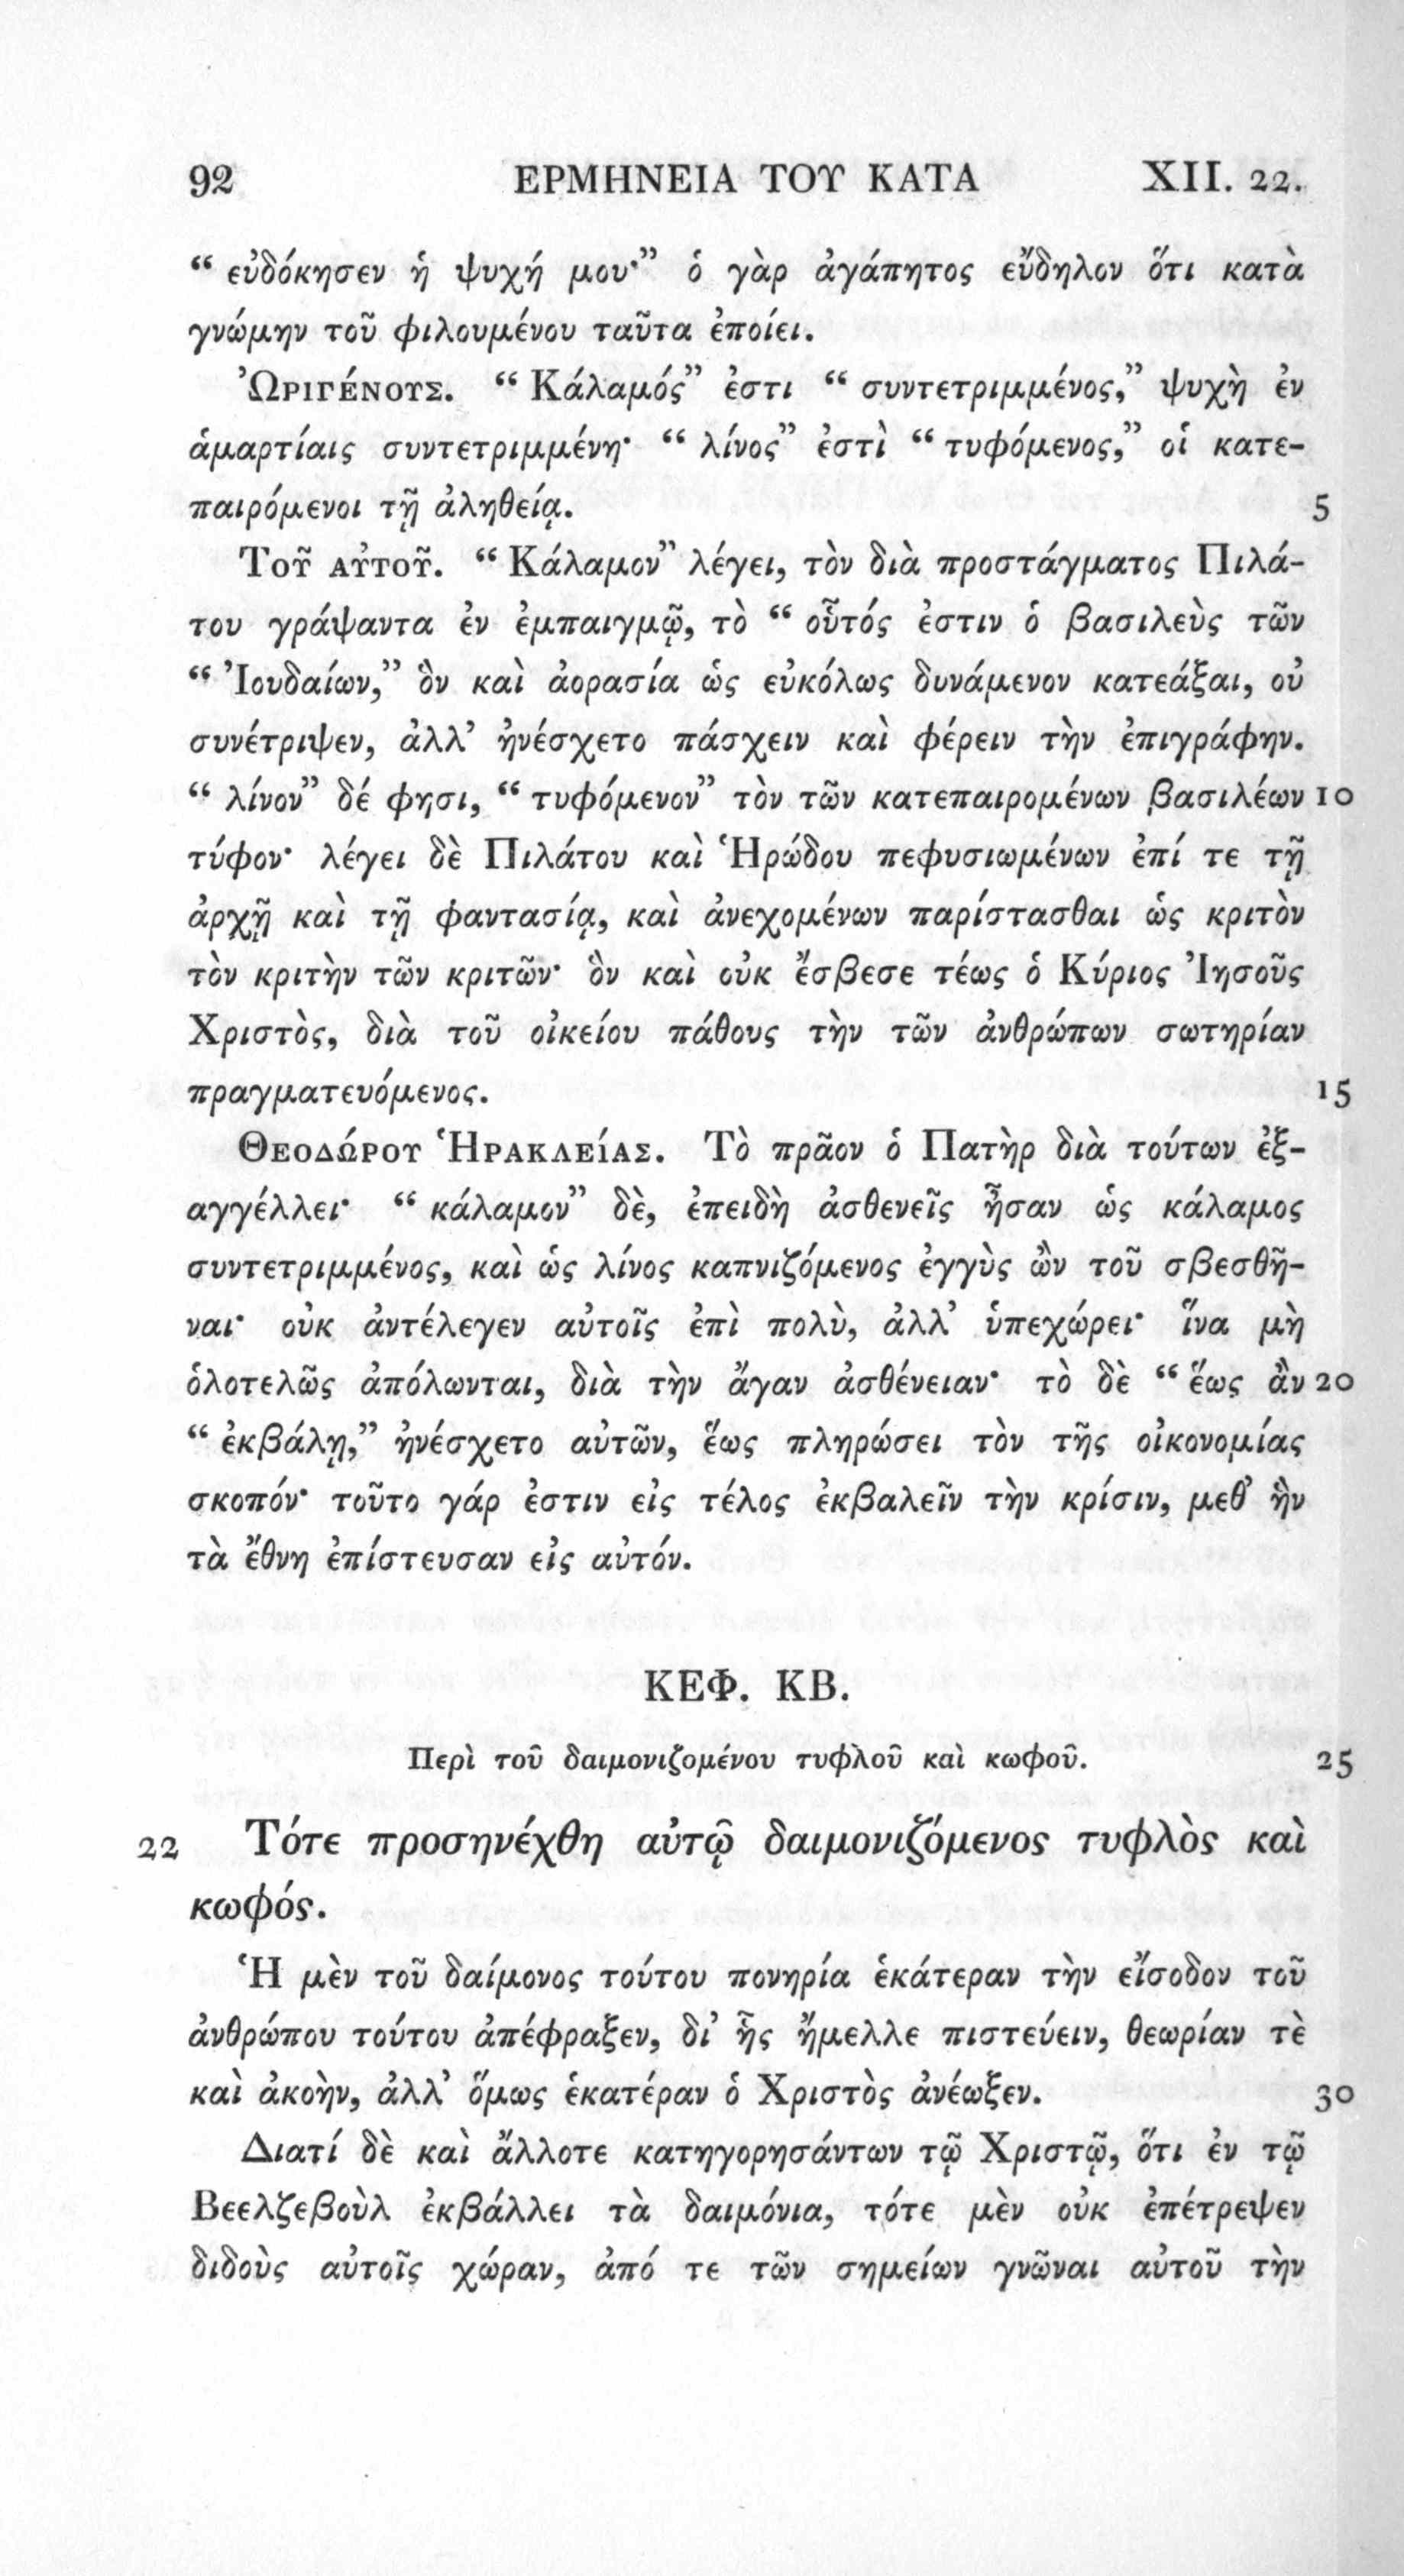 92 ΕΡΜΗΝΕΙΑ ΤΟΥ ΚΑΤΑ XII. 22.
“ εὐδόκησεν ἡ ψυχή μου·” ὁ γὰρ ἀγάπητος εὔδηλον ὅτι κατὰ
γνώμην τοῦ φιλουμένου ταῦτα ἐποίει.
ὨΡΙΓΈΝΟΥΣ. “ Κάλαμός” ἐστι “ συντετριμμένος,” ψυχὴ ἐν
ἁμαρτίαις συντετριμμένη· “ λίνος” ἐστὶ “ τυφόμενος,” οἱ κατε-
παιρόμενοι τῇ ἀληθείᾳ. 5
ΤΟῦ ΑὐΤΟῦ. “ Κάλαμον” λέγει, τὸν διὰ προστάγματος Πιλά-
του γράψαντα ἐν ἐμπαιγμῷ, τὸ “ οὗτός ἐστιν ὁ βασιλεὺς τῶν
“ Ἰουδαίων,” ὃν καὶ ἀορασία ὡς εὐκόλως δυνάμενον κατεάξαι, οὐ
συνέτριψεν, ἀλλ’ ἠνέσχετο πάσχειν καὶ φέρειν τὴν ἐπιγράφην.
“ λίνον” δέ φησι, “ τυφόμενον” τὸν τῶν κατεπαιρομένων βασιλέων 10
τύφον· λέγει δὲ Πιλάτου καὶ Ἡρώδου πεφυσιωμένων ἐπί τε τῇ
ἀρχῇ καὶ τῇ φαντασίᾳ, καὶ ἀνεχομένων παρίστασθαι ὡς κριτὸν
τὸν κριτὴν τῶν κριτῶν· ὃν καὶ οὐκ ἔσβεσε τέως ὁ Κύριος Ἰησοῦς
Χριστὸς, διὰ τοῦ οἰκείου πάθους τὴν τῶν ἀνθρώπων σωτηρίαν
πραγματευόμενος. 15
ΘΕΟΔΏΡΟΥ ἩΡΑΚΛΕΊΑΣ. Τὸ πρᾶον ὁ Πατὴρ διὰ τούτων ἐξ-
αγγέλλει· “ κάλαμον” δὲ, ἐπειδὴ ἀσθενεῖς ἦσαν ὡς κάλαμος
συντετριμμένος, καὶ ὡς λίνος καπνιζόμενος ἐγγὺς ὢν τοῦ σβεσθῆ-
ναι· οὐκ ἀντέλεγεν αὐτοῖς ἐπὶ πολὺ, ἀλλ’ ὑπεχώρει· ἵνα μὴ
ὁλοτελῶς ἀπόλωνται, διὰ τὴν ἄγαν ἀσθένειαν· τὸ δὲ “ ἕως ἂν 20
“ ἐκβάλῃ,” ἠνέσχετο αὐτῶν, ἕως πληρώσει τὸν τῆς οἰκονομίας
σκοπόν· τοῦτο γάρ ἐστιν εἰς τέλος ἐκβαλεῖν τὴν κρίσιν, μεθ’ ἣν
τὰ ἔθνη ἐπίστευσαν εἰς αὐτόν.
ΚΕΦ. ΚΒ.
Περὶ τοῦ δαιμονιζομένου τυφλοῦ καὶ κωφοῦ. 25
22 Τότε προσηνέχθη αὐτῷ δαιμονιζόμενος τυφλὸς καὶ
κωφός.
Ἡ μὲν τοῦ δαίμονος τούτου πονηρία ἑκάτεραν τὴν εἴσοδον τοῦ
ἀνθρώπου τούτου ἀπέφραξεν, δι’ ἧς ἤμελλε πιστεύειν, θεωρίαν τὲ
καὶ ἀκοὴν, ἀλλ’ ὅμως ἑκατέραν ὁ Χριστὸς ἀνέωξεν. 30
Διατί δὲ καὶ ἄλλοτε κατηγορησάντων τῷ Χριστῷ, ὅτι ἐν τῷ
Βεελζεβοὺλ ἐκβάλλει τὰ δαιμόνια, τότε μὲν οὐκ ἐπέτρεψεν
διδοὺς αὐτοῖς χώραν, ἀπό τε τῶν σημείων γνῶναι αὐτοῦ τὴν